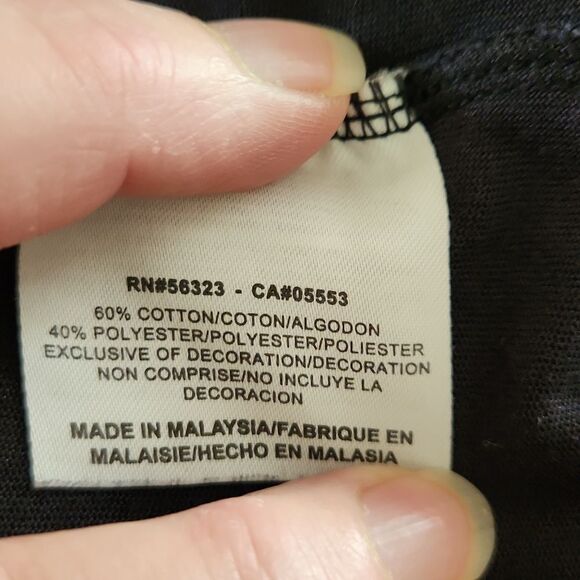 RN#56323 - CA#05553
60% COTTON/COTON/ALGODON
40% POLYESTER/POLYESTER/POLIESTER
EXCLUSIVE OF DECORATION/DECORATION
NON COMPRISE/NO INCLUYE LA
DECORACION
MADE IN MALAYSIA/FABRIQUE EN
MALAISIE/HECHO EN MALASIA